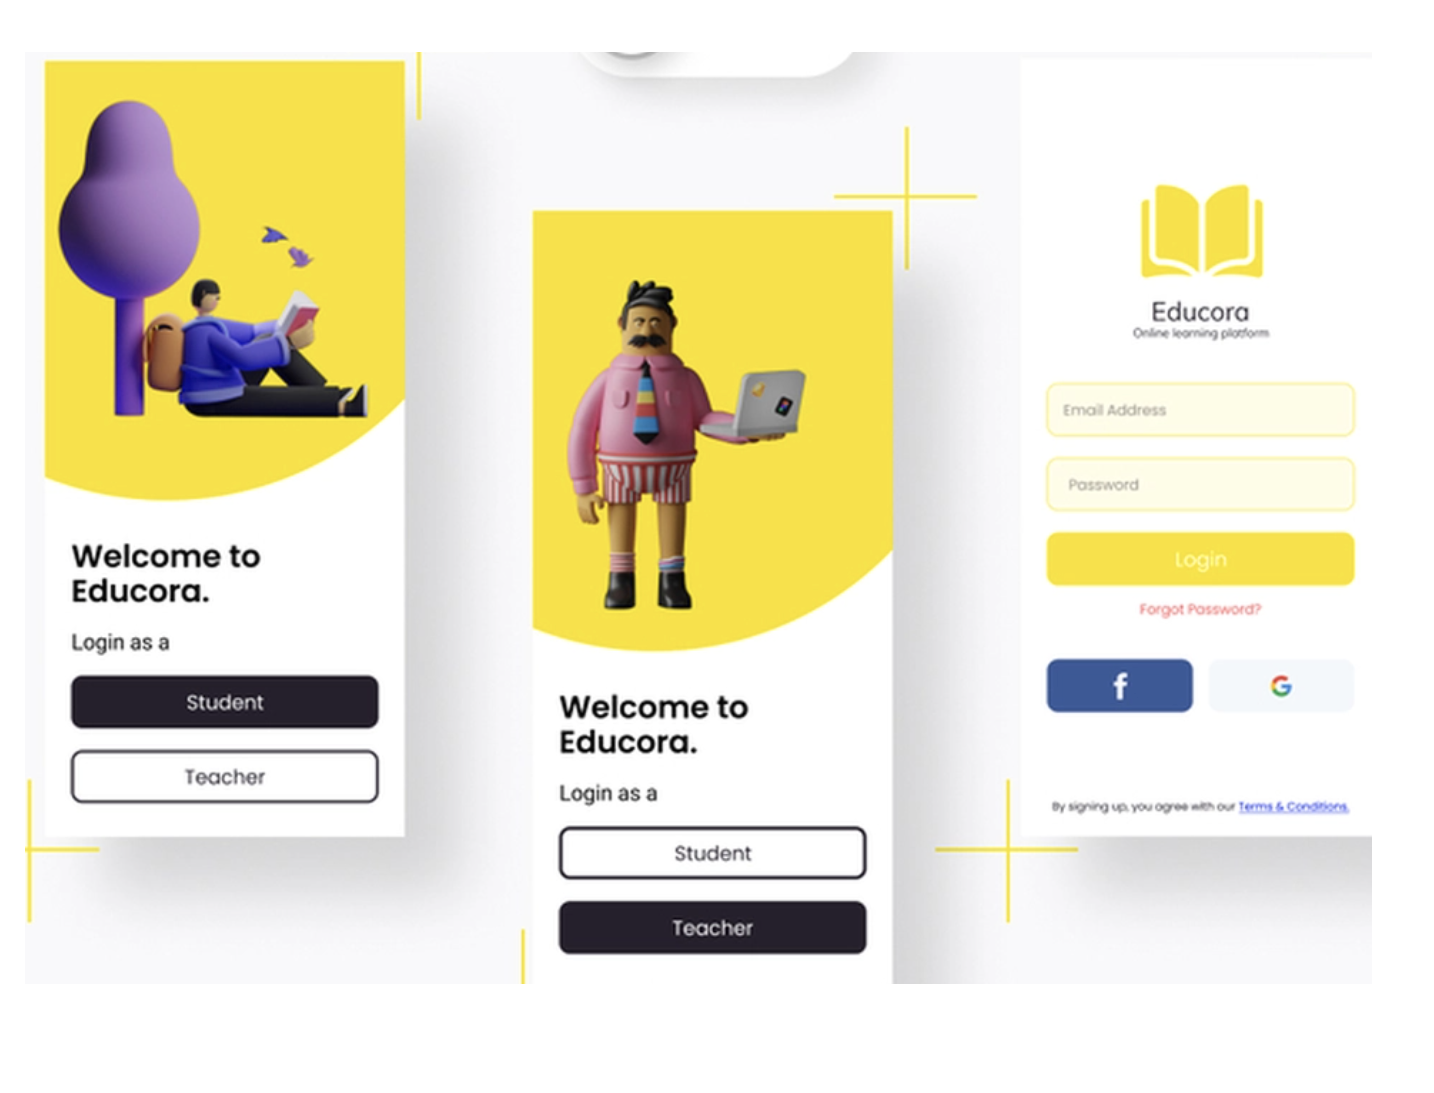 Welcome to
Educora.
Login as a
Student
Teacher
Welcome to
Educora.
Login as a
Student
Teacher
Educora
Online learning platform
Email Address
Password
Login
Forgot Password?
f
G
By signing up, you agree with our Terms & Conditions.